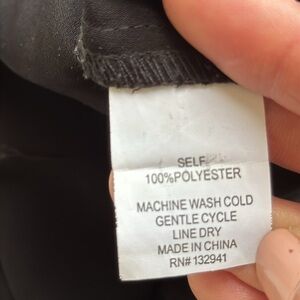 SELF
100%POLYESTER
MACHINE WASH COLD
GENTLE CYCLE
LINE DRY
MADE IN CHINA
RN# 132941